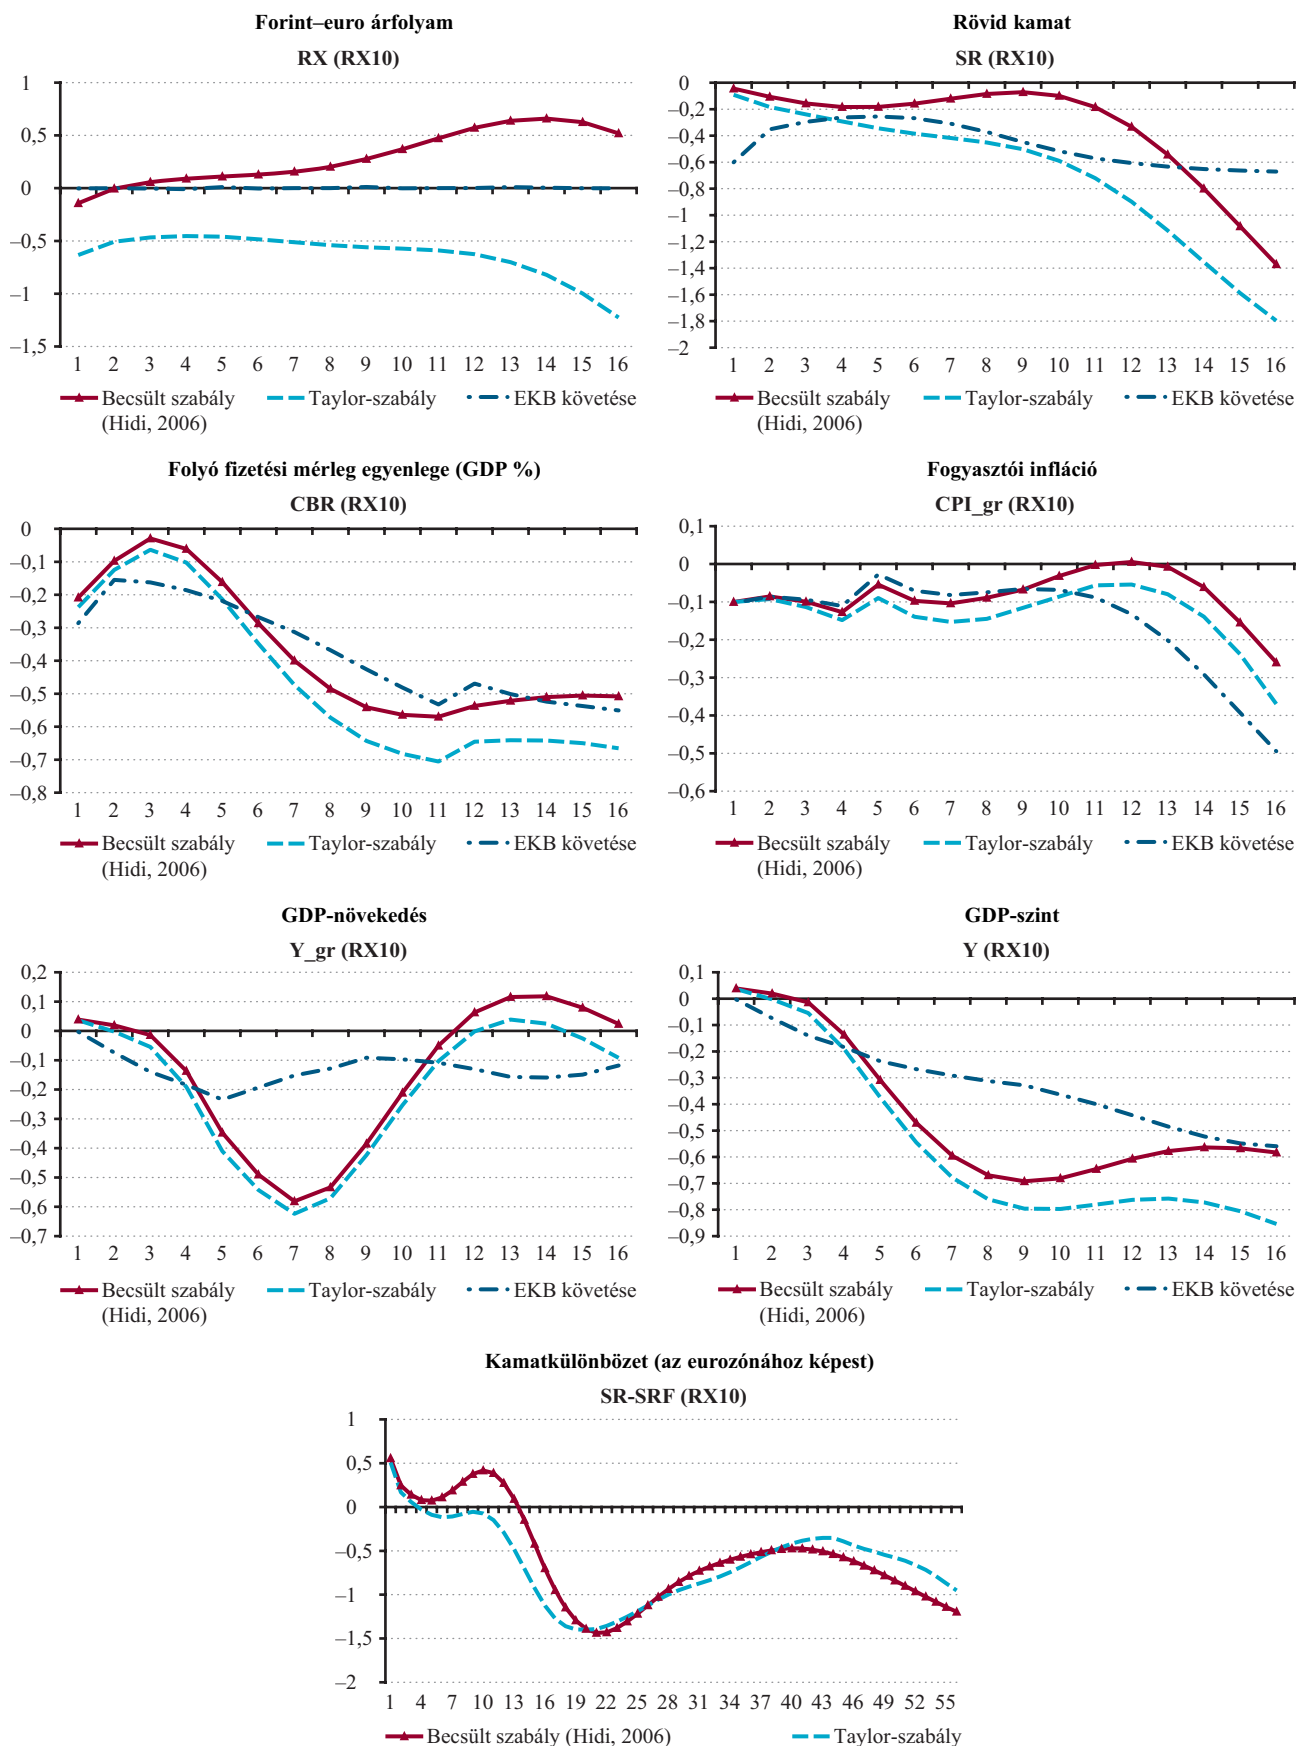 Forint–euro árfolyam
RX (RX10)
1
0,5
0
–0,5
–1
–1,5
1 2 3 4 5 6 7 8 9 10 11 12 13 14 15 16
Becsült szabály (Hidi, 2006) Taylor-szabály EKB követése
Rövid kamat
SR (RX10)
0
–0,2
–0,4
–0,6
–0,8
–1
–1,2
–1,4
–1,6
–1,8
–2
1 2 3 4 5 6 7 8 9 10 11 12 13 14 15 16
Becsült szabály (Hidi, 2006) Taylor-szabály EKB követése
Folyó fizetési mérleg egyenlege (GDP %)
CBR (RX10)
0
–0,1
–0,2
–0,3
–0,4
–0,5
–0,6
–0,7
–0,8
1 2 3 4 5 6 7 8 9 10 11 12 13 14 15 16
Becsült szabály (Hidi, 2006) Taylor-szabály EKB követése
Fogyasztói infláció
CPI_gr (RX10)
0,1
0
–0,1
–0,2
–0,3
–0,4
–0,5
–0,6
1 2 3 4 5 6 7 8 9 10 11 12 13 14 15 16
Becsült szabály (Hidi, 2006) Taylor-szabály EKB követése
GDP-növekedés
Y_gr (RX10)
0,2
0,1
0
–0,1
–0,2
–0,3
–0,4
–0,5
–0,6
–0,7
1 2 3 4 5 6 7 8 9 10 11 12 13 14 15 16
Becsült szabály (Hidi, 2006) Taylor-szabály EKB követése
GDP-szint
Y (RX10)
0,1
0
–0,1
–0,2
–0,3
–0,4
–0,5
–0,6
–0,7
–0,8
–0,9
1 2 3 4 5 6 7 8 9 10 11 12 13 14 15 16
Becsült szabály (Hidi, 2006) Taylor-szabály EKB követése
Kamatkülönbözet (az eurozónához képest)
SR-SRF (RX10)
1
0,5
0
–0,5
–1
–1,5
–2
1 4 7 10 13 16 19 22 25 28 31 34 37 40 43 46 49 52 55
Becsült szabály (Hidi, 2006) Taylor-szabály